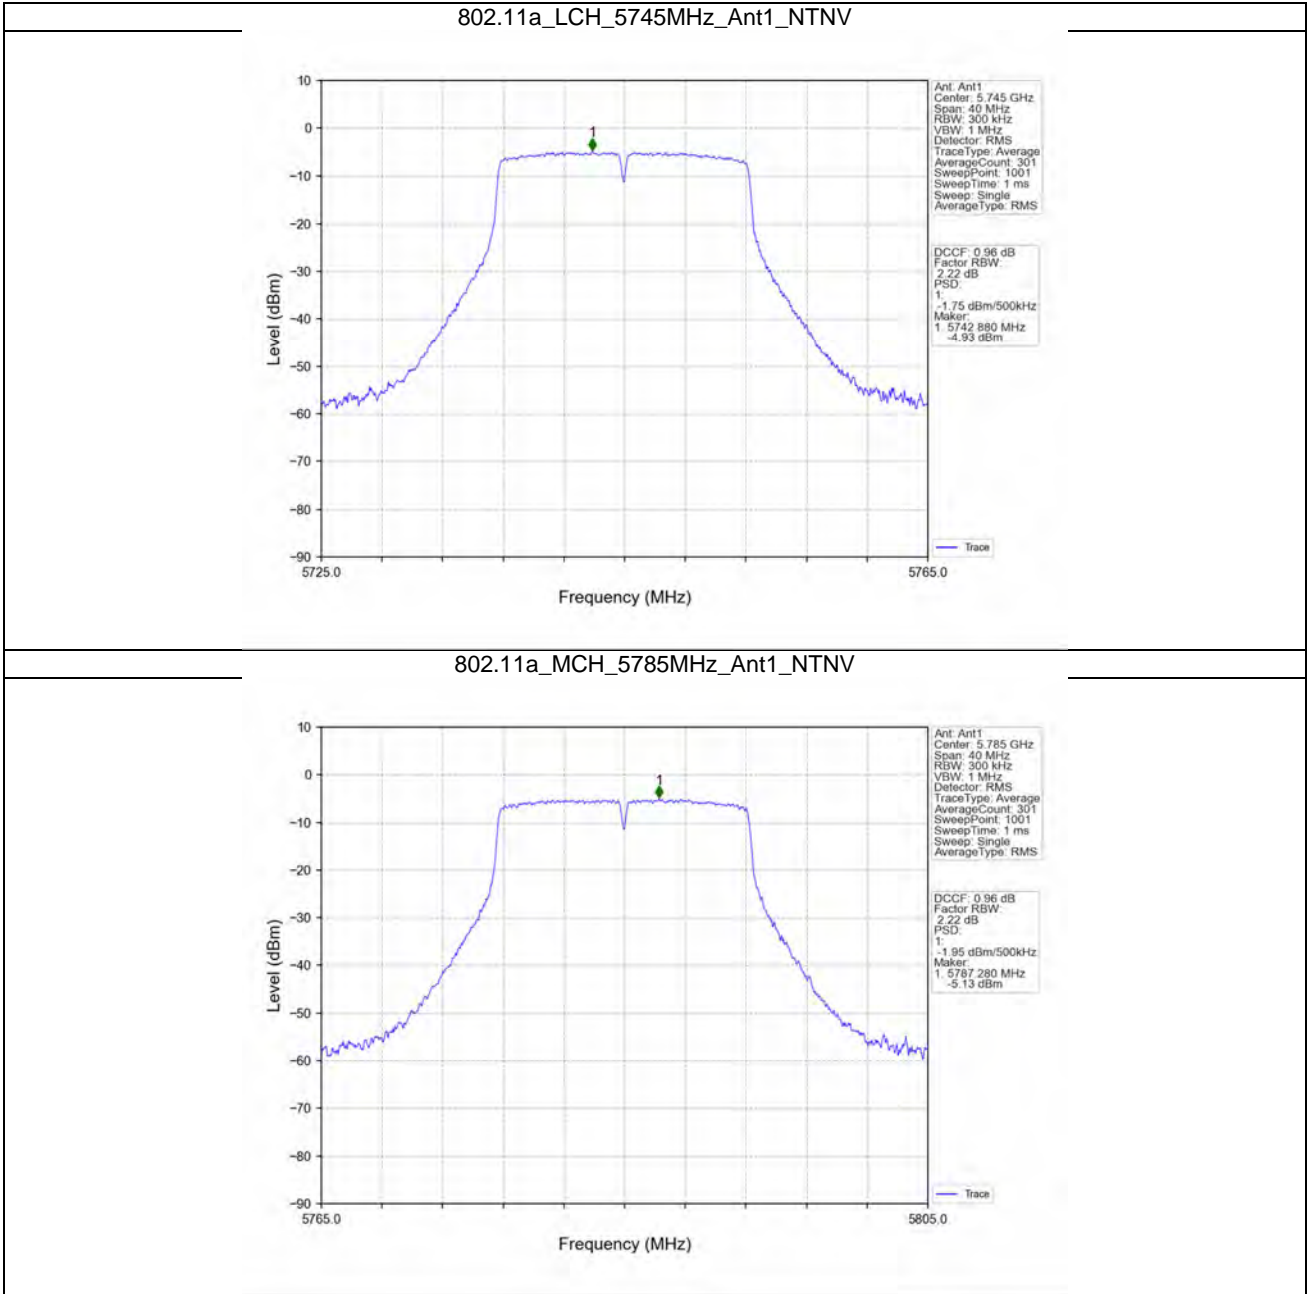 802.11a_LCH_5745MHz_Ant1_NTNV
10
0
−10
−20
−30
−40
−50
−60
−70
−80
−90
Level (dBm)
1
5725.0
5765.0
Frequency (MHz)
Ant: Ant1
Center: 5.745 GHz
Span: 40 MHz
RBW: 300 kHz
VBW: 1 MHz
Detector: RMS
TraceType: Average
AverageCount: 301
SweepPoint: 1001
SweepTime: 1 ms
Sweep: Single
AverageType: RMS
DCCF: 0.96 dB
Factor RBW:
2.22 dB
PSD:
1:
-1.75 dBm/500kHz
Maker:
1. 5742.880 MHz
-4.93 dBm
Trace
802.11a_MCH_5785MHz_Ant1_NTNV
10
0
−10
−20
−30
−40
−50
−60
−70
−80
−90
Level (dBm)
1
5765.0
5805.0
Frequency (MHz)
Ant: Ant1
Center: 5.785 GHz
Span: 40 MHz
RBW: 300 kHz
VBW: 1 MHz
Detector: RMS
TraceType: Average
AverageCount: 301
SweepPoint: 1001
SweepTime: 1 ms
Sweep: Single
AverageType: RMS
DCCF: 0.96 dB
Factor RBW:
2.22 dB
PSD:
1:
-1.95 dBm/500kHz
Maker:
1. 5787.280 MHz
-5.13 dBm
Trace